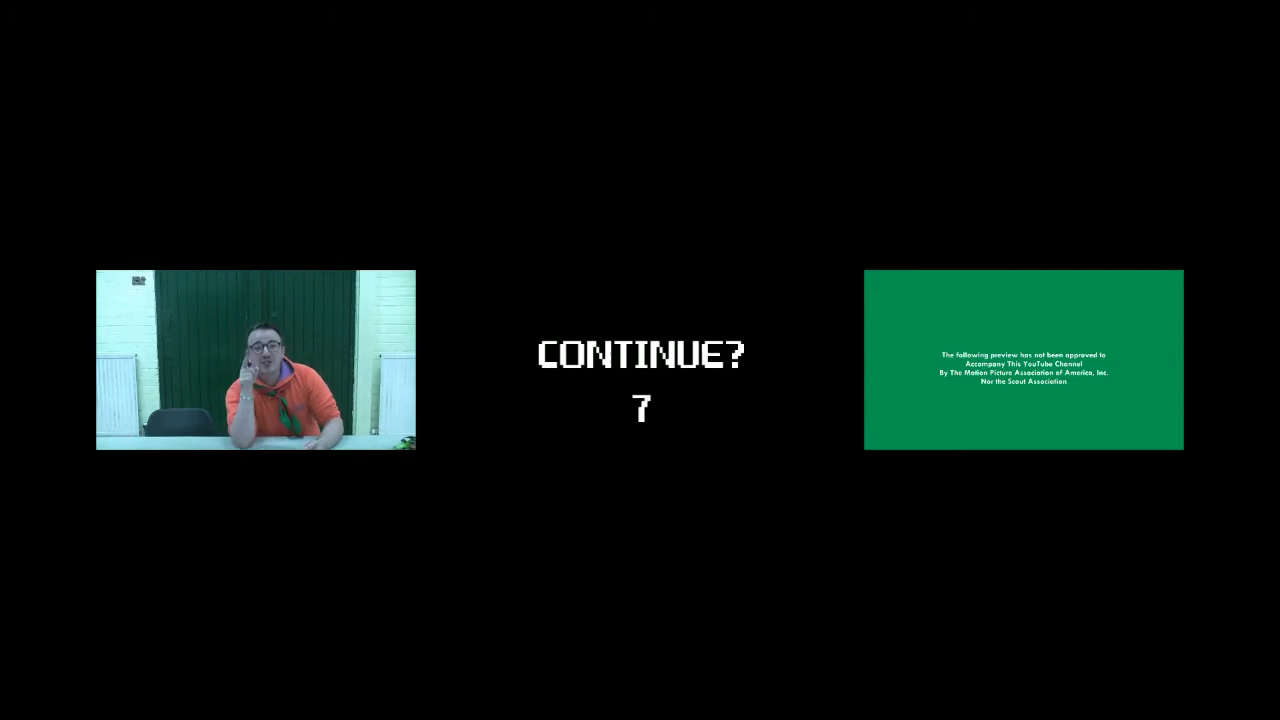 CONTINUE?
7
The following preview has not been approved to
Accompany This YouTube Channel
By The Motion Picture Association of America, Inc.
Nor the Scout Association